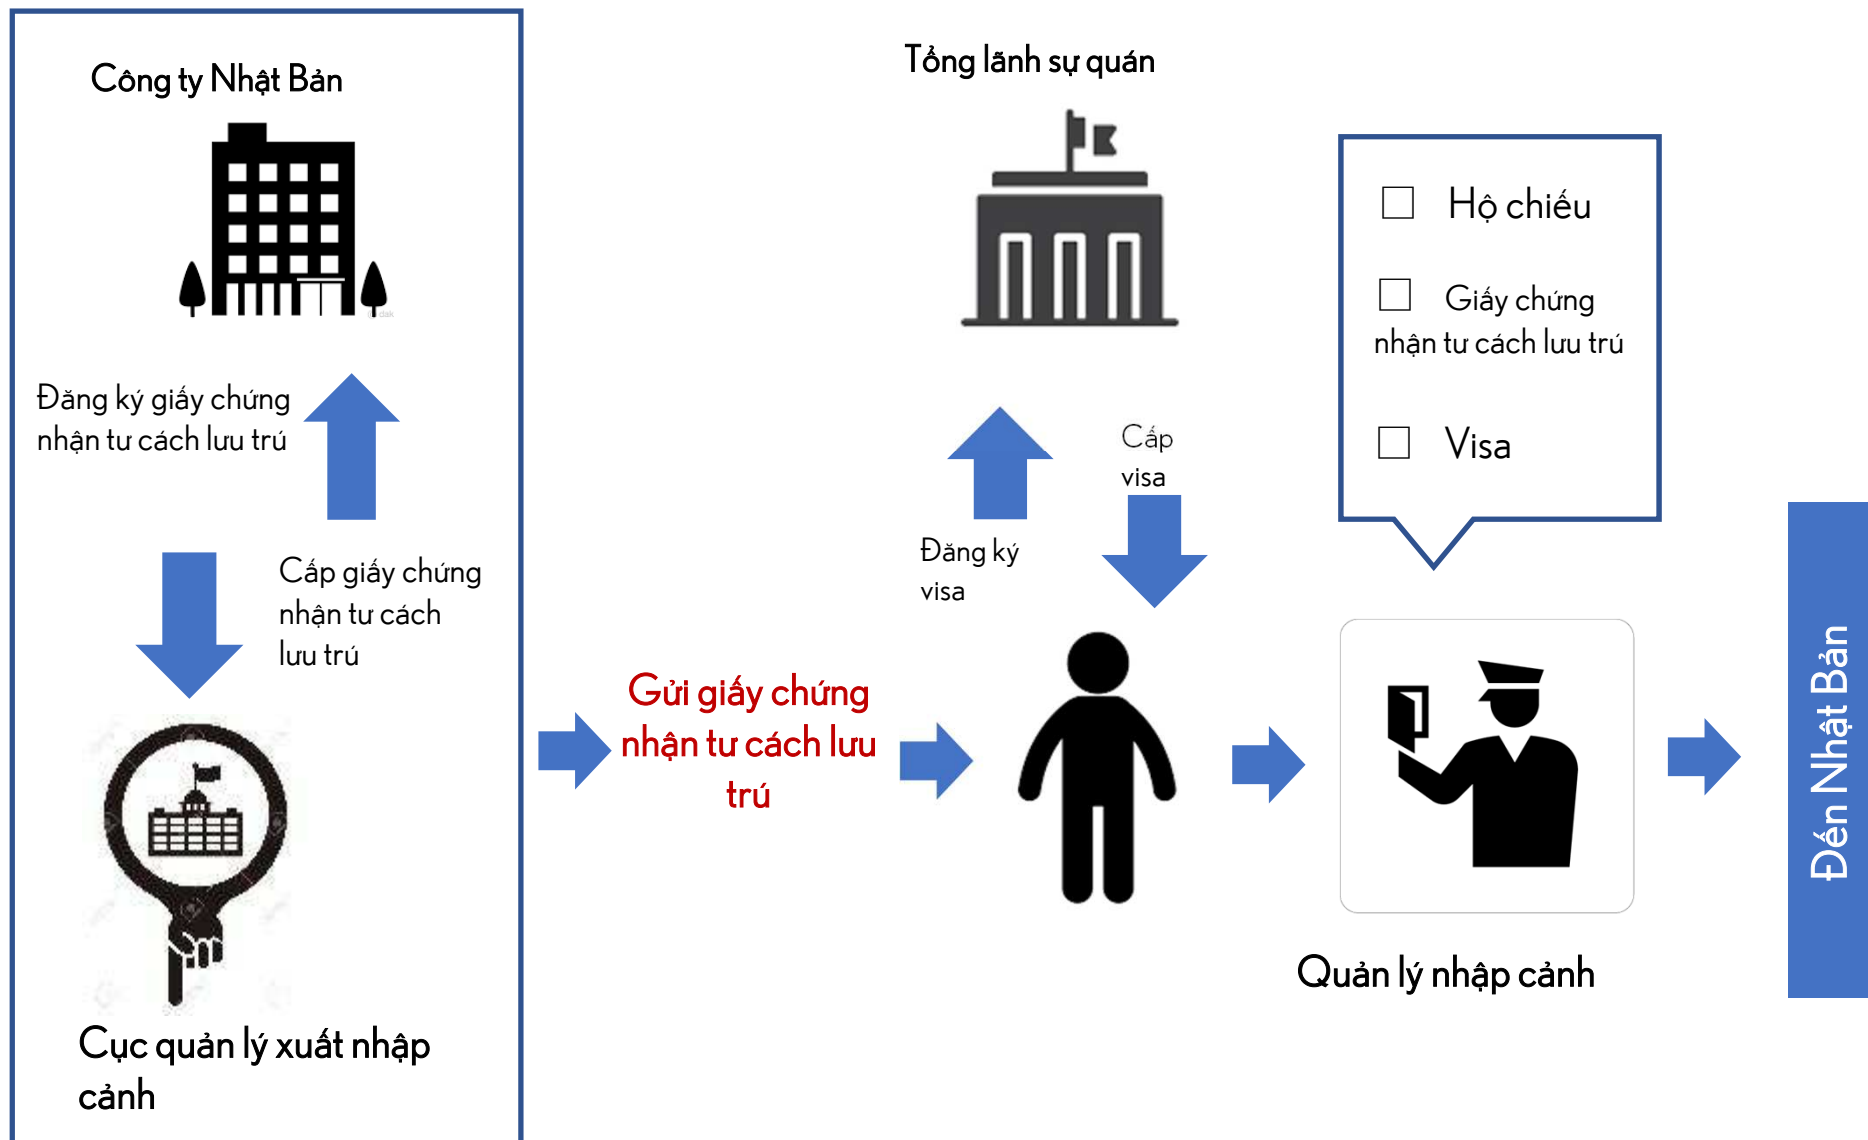 Công ty Nhật Bản
Đăng ký giấy chứng
nhận tư cách lưu trú
Cấp giấy chứng
nhận tư cách
lưu trú
Cục quản lý xuất nhập
cảnh
Gửi giấy chứng
nhận tư cách lưu
trú
Tổng lãnh sự quán
Đăng ký
visa
Cấp
visa
Hộ chiếu
Giấy chứng
nhận tư cách lưu trú
Visa
Quản lý nhập cảnh
Đến Nhật Bản